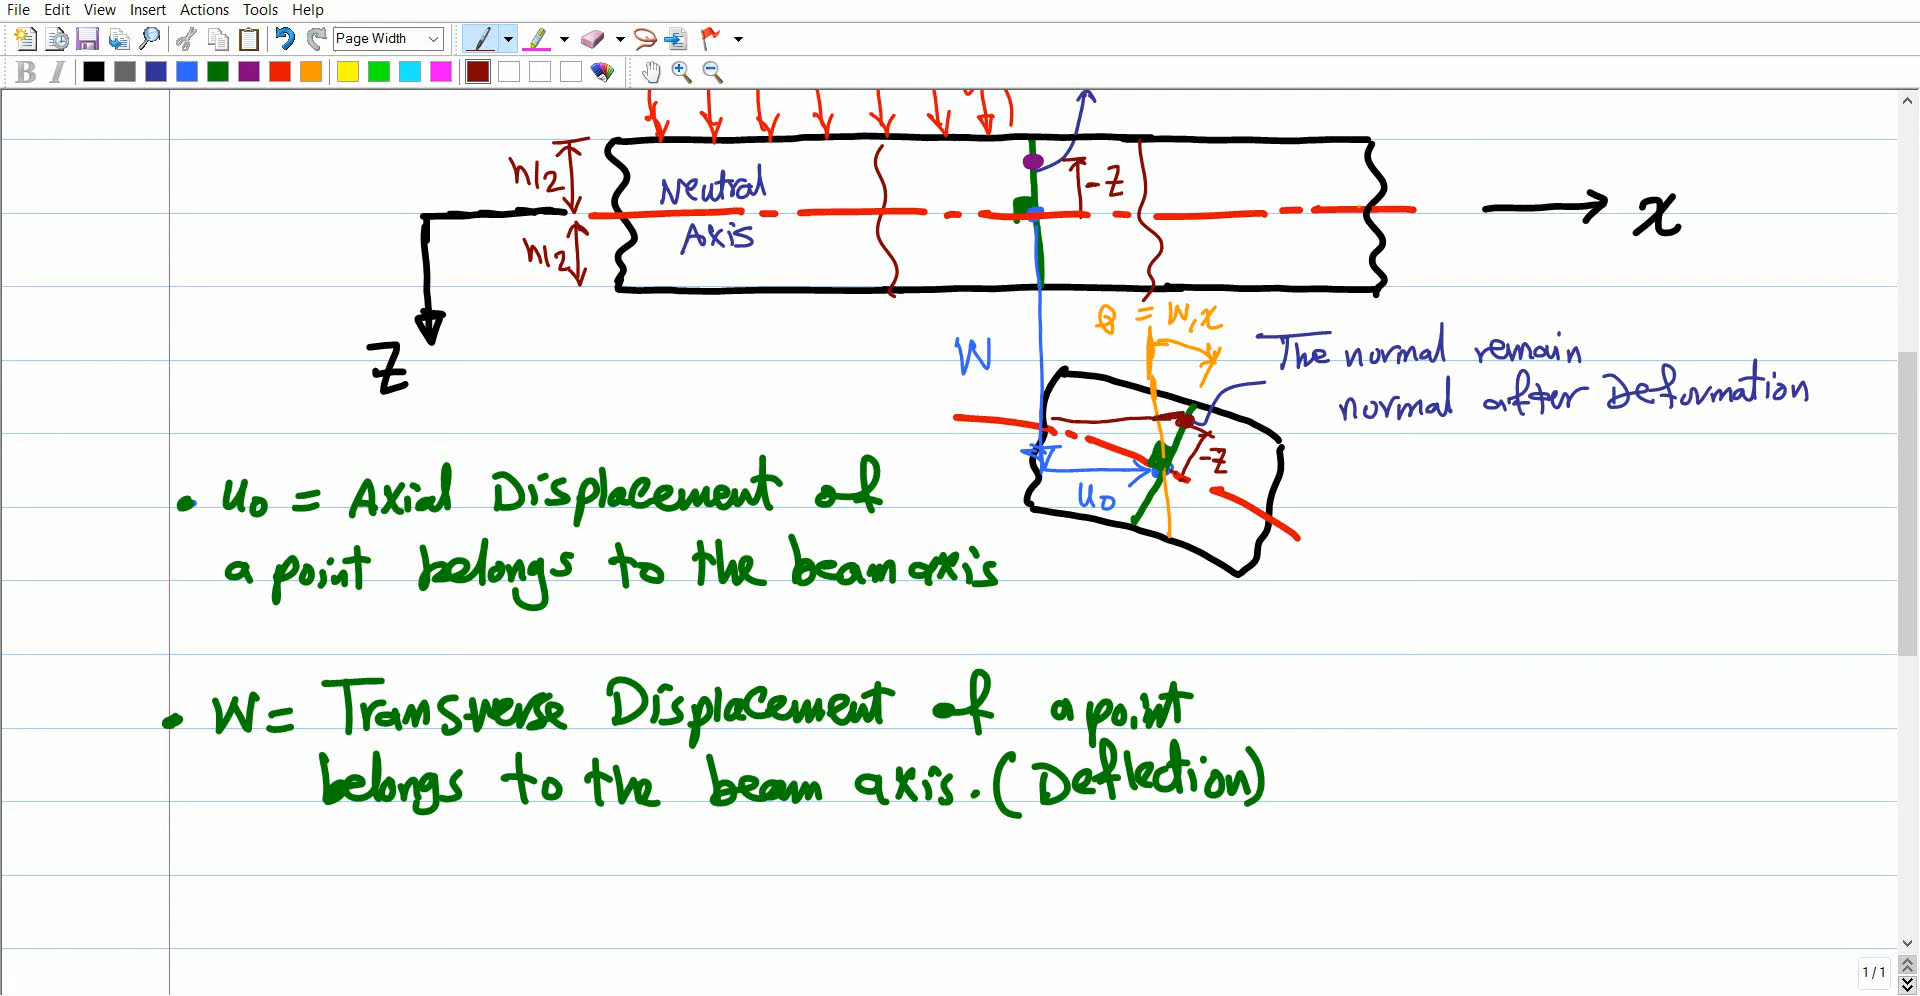 File Edit View Insert Actions Tools Help
Page Width
B I
h/2
Neutral
Axis
h/2
-Z
x
Z
W
θ = W,x
The normal remain
normal after Deformation
-Z
u₀
• u₀ = Axial Displacement of
a point belongs to the beam axis
• W = Transverse Displacement of a point
belongs to the beam axis. (Deflection)
1 / 1